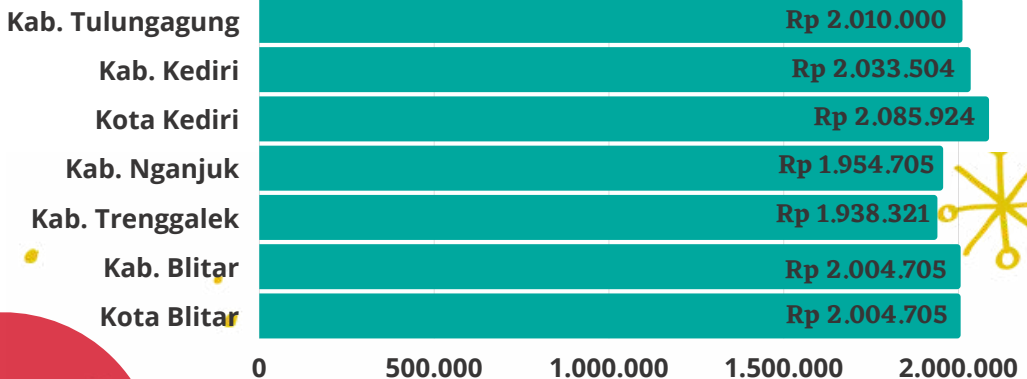 Kab. Tulungagung Rp 2.010.000
Kab. Kediri Rp 2.033.504
Kota Kediri Rp 2.085.924
Kab. Nganjuk Rp 1.954.705
Kab. Trenggalek Rp 1.938.321
Kab. Blitar Rp 2.004.705
Kota Blitar Rp 2.004.705
0 500.000 1.000.000 1.500.000 2.000.000